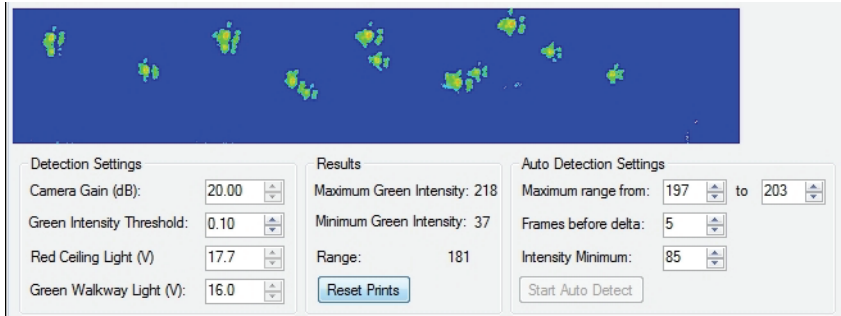 Detection Settings
Camera Gain (dB): 20.00
Green Intensity Threshold: 0.10
Red Ceiling Light (V) 17.7
Green Walkway Light (V): 16.0
Results
Maximum Green Intensity: 218
Minimum Green Intensity: 37
Range: 181
Reset Prints
Auto Detection Settings
Maximum range from: 197 to 203
Frames before delta: 5
Intensity Minimum: 85
Start Auto Detect